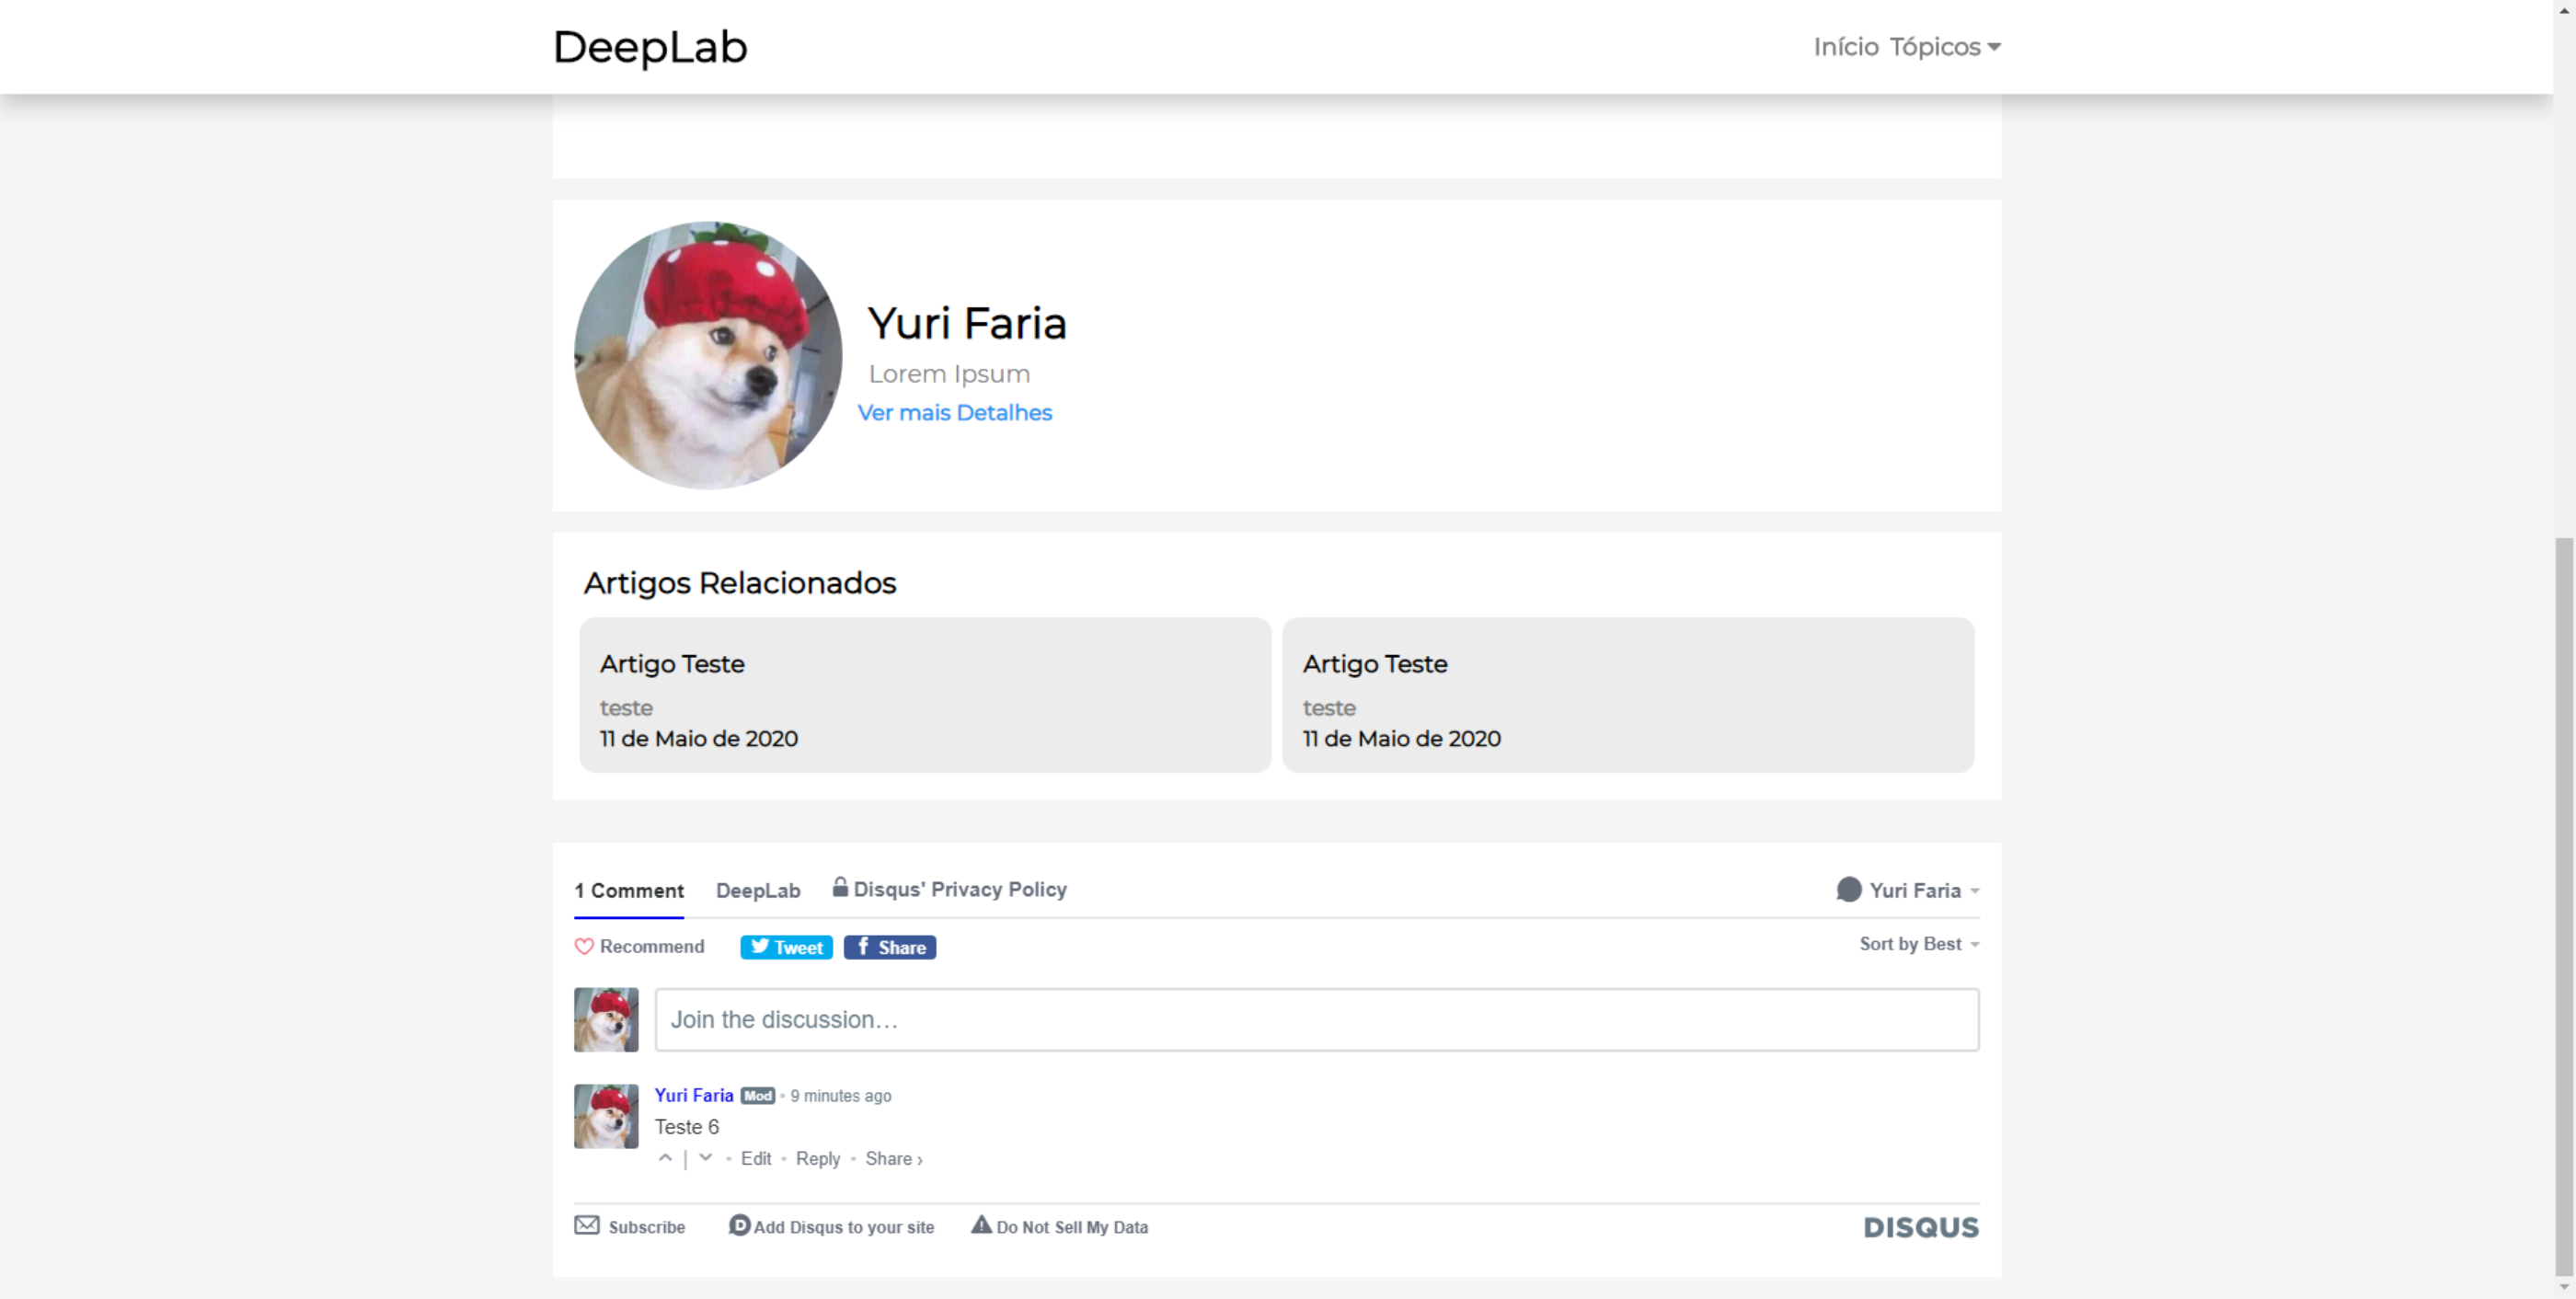 DeepLab
Início Tópicos
Yuri Faria
Lorem Ipsum
Ver mais Detalhes
Artigos Relacionados
Artigo Teste
teste
11 de Maio de 2020
Artigo Teste
teste
11 de Maio de 2020
1 Comment DeepLab Disqus' Privacy Policy Yuri Faria
Recommend Tweet f Share Sort by Best
Join the discussion…
Yuri Faria Mod • 9 minutes ago
Teste 6
| • Edit • Reply • Share ›
Subscribe D Add Disqus to your site Do Not Sell My Data DISQUS